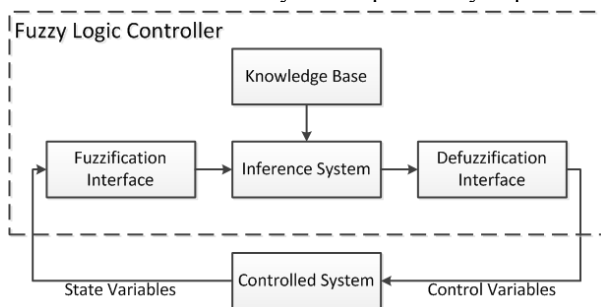 Fuzzy Logic Controller
Knowledge Base
Fuzzification
Interface
Inference System
Defuzzification
Interface
State Variables
Controlled System
Control Variables